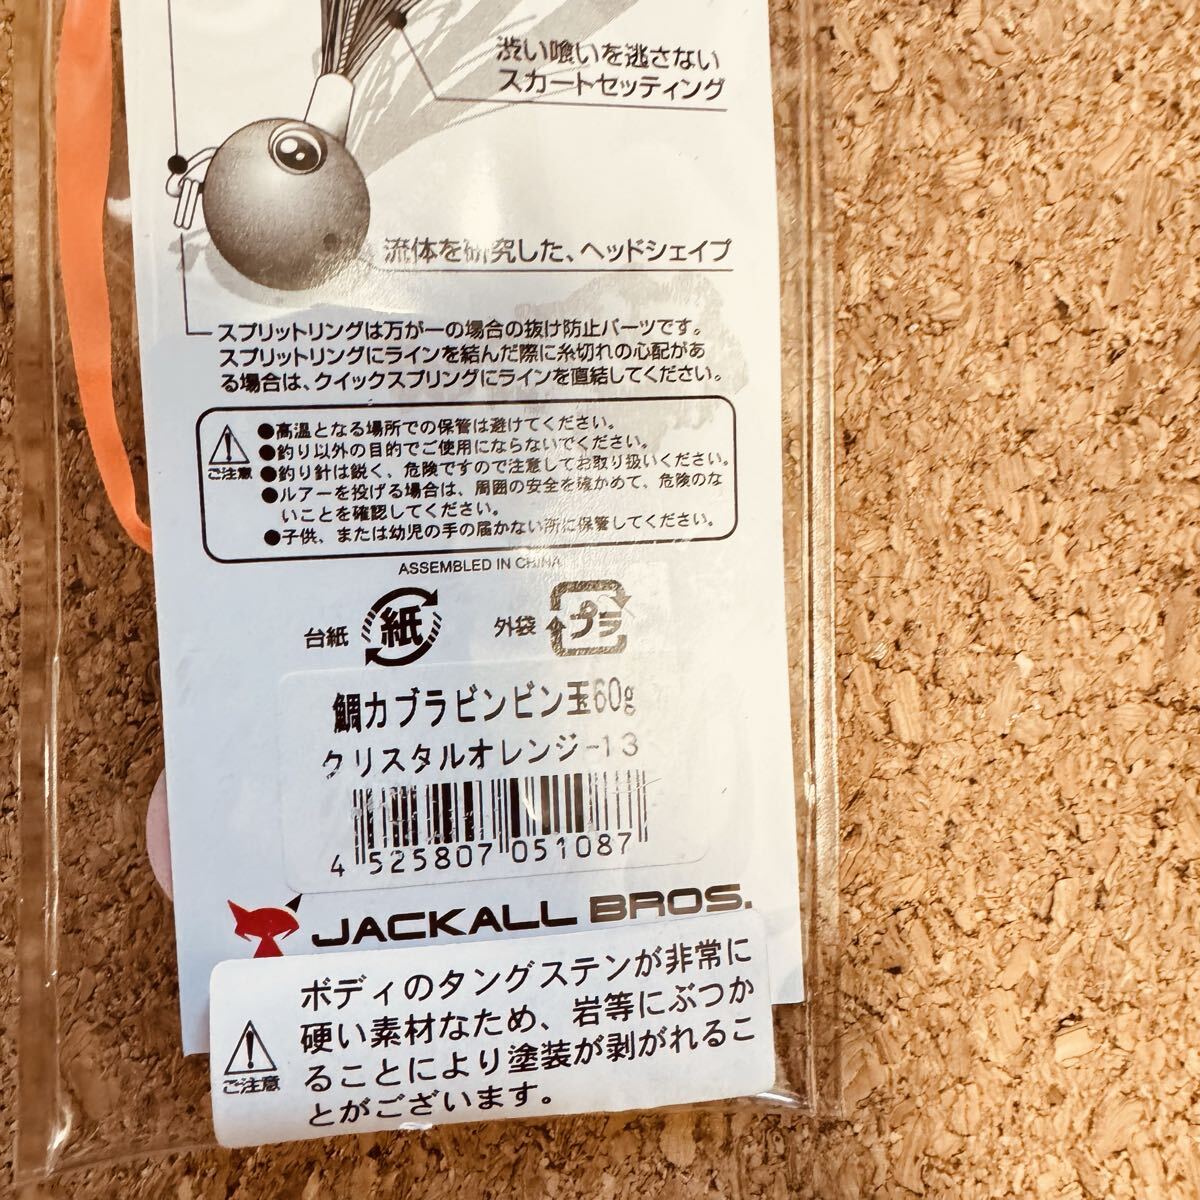 渋い喰いを逃さない
スカートセッティング
流体を研究した、ヘッドシェイプ
スプリットリングは万が一の場合の抜け防止パーツです。
スプリットリングにラインを結んだ際に糸切れの心配があ
る場合は、クイックスプリングにラインを直結してください。
ご注意
●高温となる場所での保管は避けてください。
●釣り以外の目的でご使用にならないでください。
●釣り針は鋭く、危険ですので注意してお取り扱いください。
●ルアーを投げる場合は、周囲の安全を確かめて、危険のな
いことを確認してください。
●子供、または幼児の手の届かない所に保管してください。
ASSEMBLED IN CHINA
台紙 紙 外袋 プラ
鯛カブラビンビン玉60g
クリスタルオレンジ-13
4 525807 051087
JACKALL BROS.
ご注意
ボディのタングステンが非常に
硬い素材なため、岩等にぶつか
ることにより塗装が剥がれるこ
とがございます。